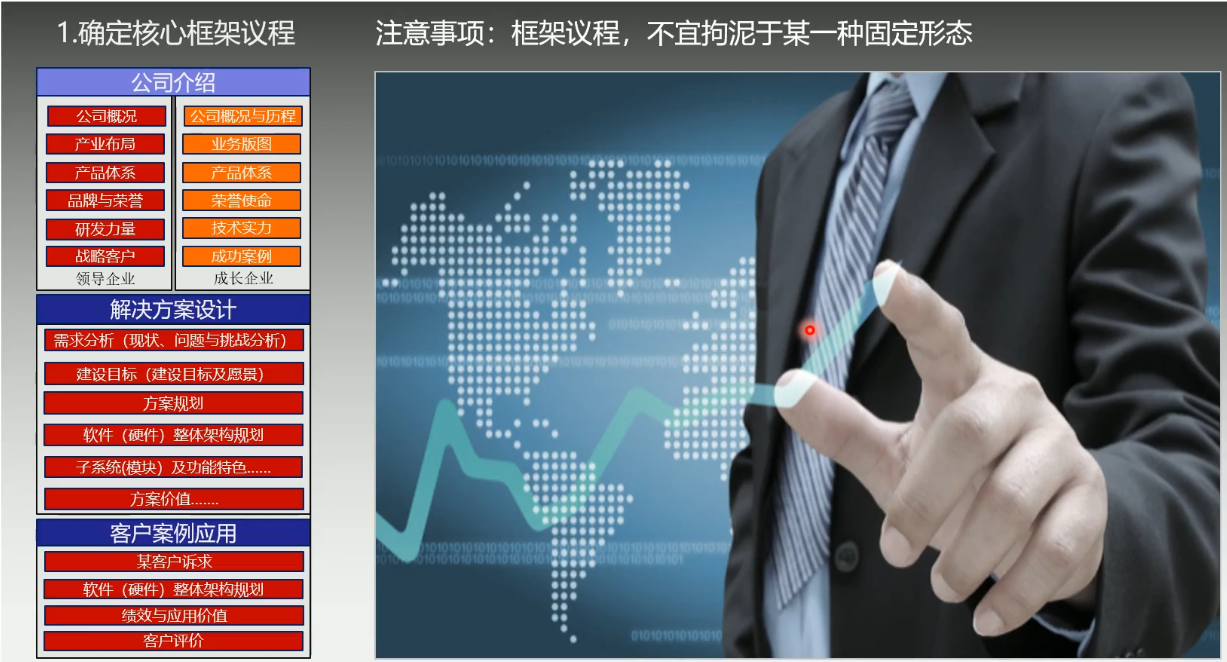 1.确定核心框架议程
注意事项：框架议程，不宜拘泥于某一种固定形态
公司介绍
公司概况
产业布局
产品体系
品牌与荣誉
研发力量
战略客户
领导企业
公司概况与历程
业务版图
产品体系
荣誉使命
技术实力
成功案例
成长企业
解决方案设计
需求分析（现状、问题与挑战分析）
建设目标（建设目标及愿景）
方案规划
软件（硬件）整体架构规划
子系统(模块）及功能特色......
方案价值.......
客户案例应用
某客户诉求
软件（硬件）整体架构规划
绩效与应用价值
客户评价